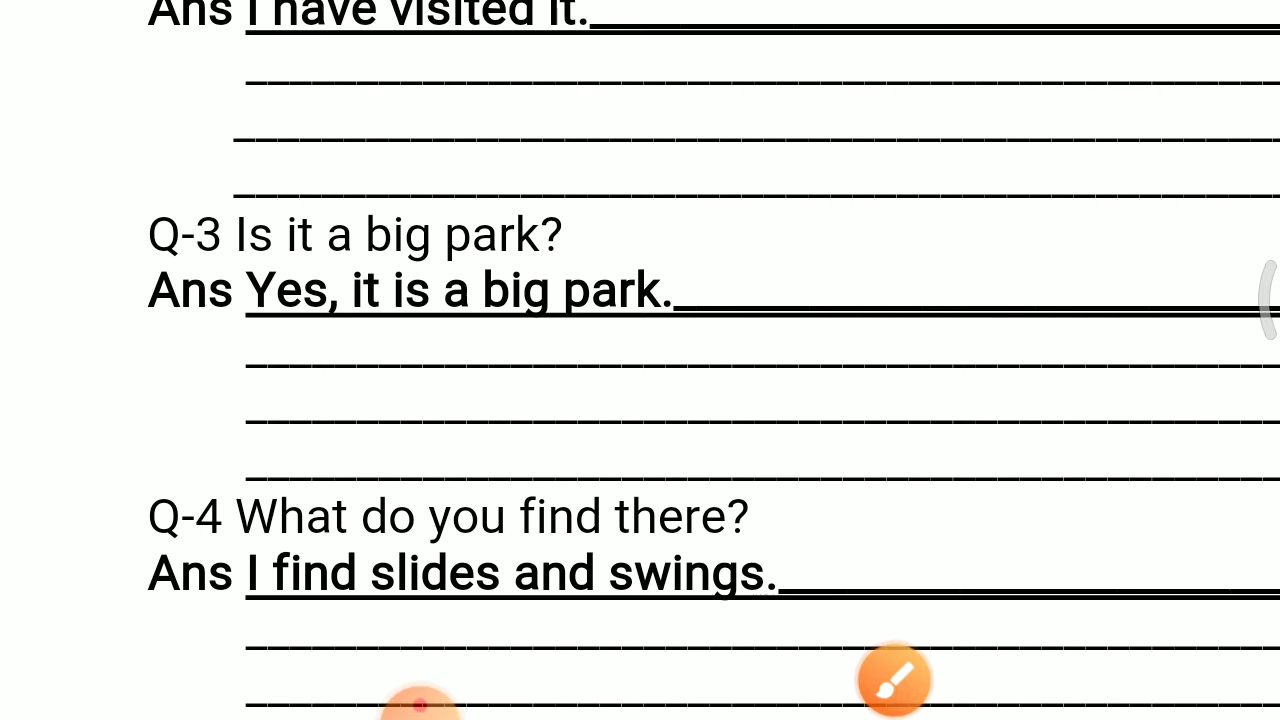 Ans I have visited it.
Q-3 Is it a big park?
Ans Yes, it is a big park.
Q-4 What do you find there?
Ans I find slides and swings.